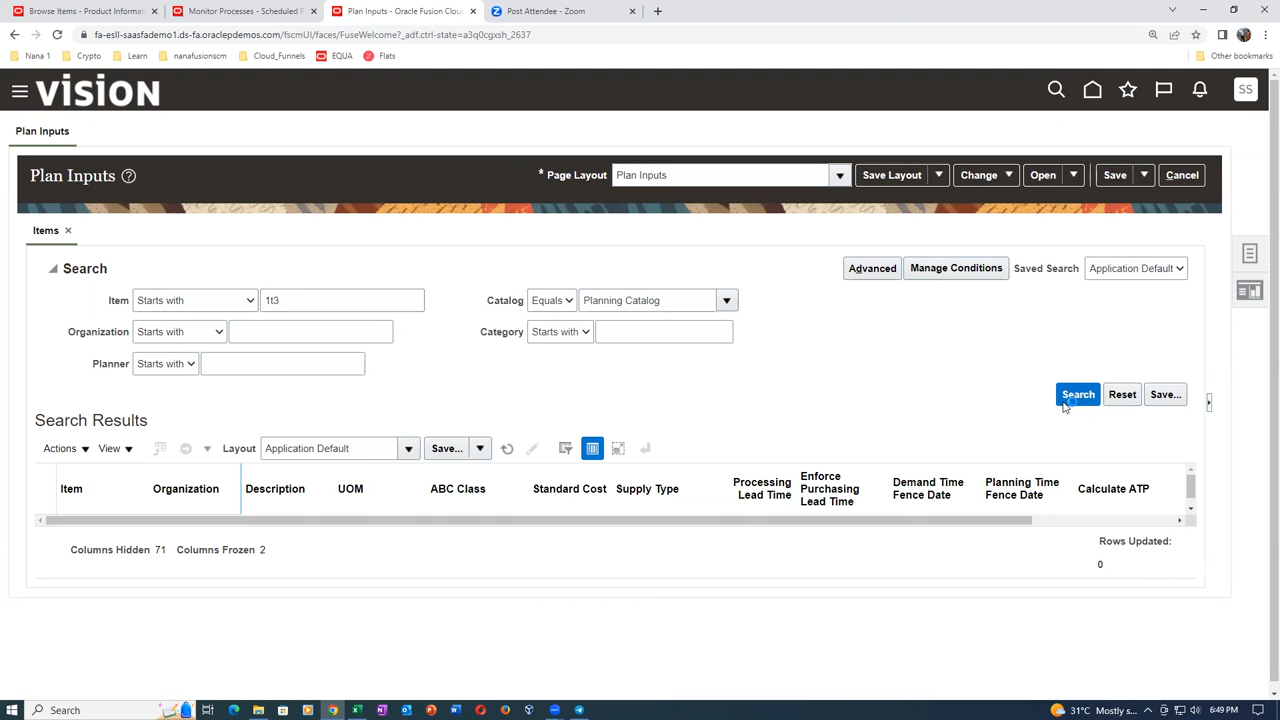 Browse Items - Product Informat
Monitor Processes - Scheduled P
Plan Inputs - Oracle Fusion Clou
Post Attendee - Zoom
fa-esll-saasfademo1.ds-fa.oraclepdemos.com/fscmUI/faces/FuseWelcome?_adf.ctrl-state=a3q0cgxsh_2637
Nana 1
Crypto
Learn
nanafusionscm
Cloud_Funnels
EQUA
Flats
Other bookmarks
VISION
SS
Plan Inputs
Plan Inputs
* Page Layout Plan Inputs
Save Layout
Change
Open
Save
Cancel
Items
Search
Advanced
Manage Conditions
Saved Search Application Default
Item Starts with 1t3
Catalog Equals Planning Catalog
Organization Starts with
Category Starts with
Planner Starts with
Search
Reset
Save...
Search Results
Actions
View
Layout Application Default
Save...
Item
Organization
Description
UOM
ABC Class
Standard Cost
Supply Type
Processing Lead Time
Enforce Purchasing Lead Time
Demand Time Fence Date
Planning Time Fence Date
Calculate ATP
Columns Hidden 71
Columns Frozen 2
Rows Updated:
0
Search
31°C Mostly s...
6:49 PM